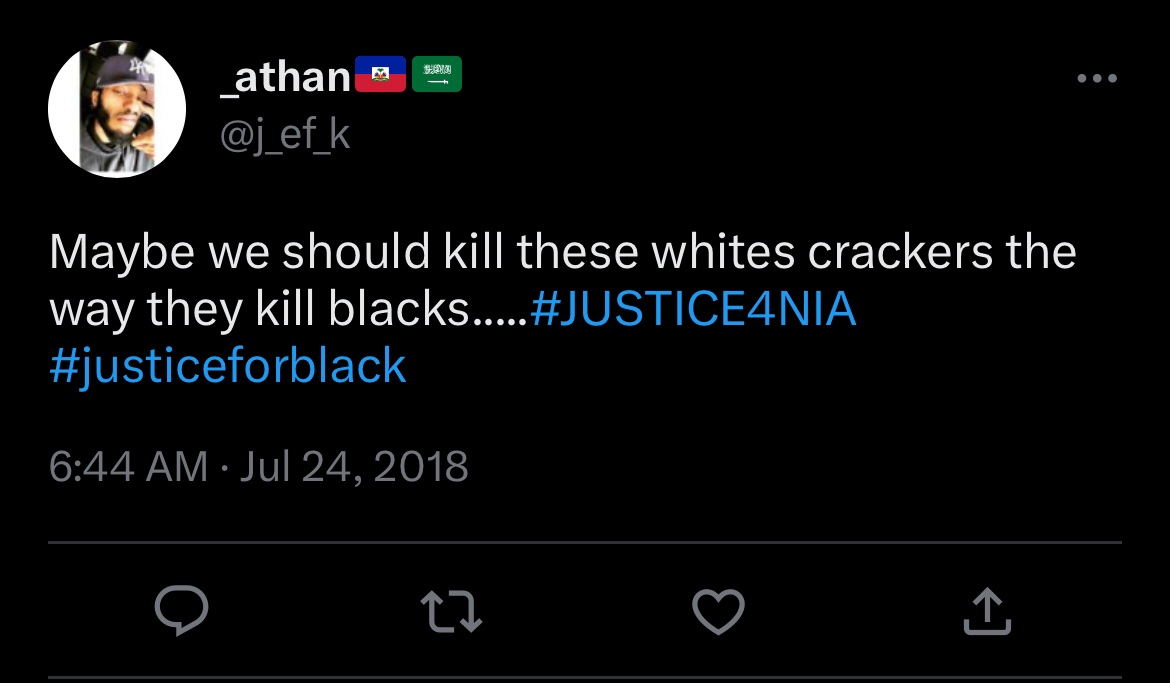 _athan
@j_ef_k
Maybe we should kill these whites crackers the
way they kill blacks.....#JUSTICE4NIA
#justiceforblack
6:44 AM · Jul 24, 2018